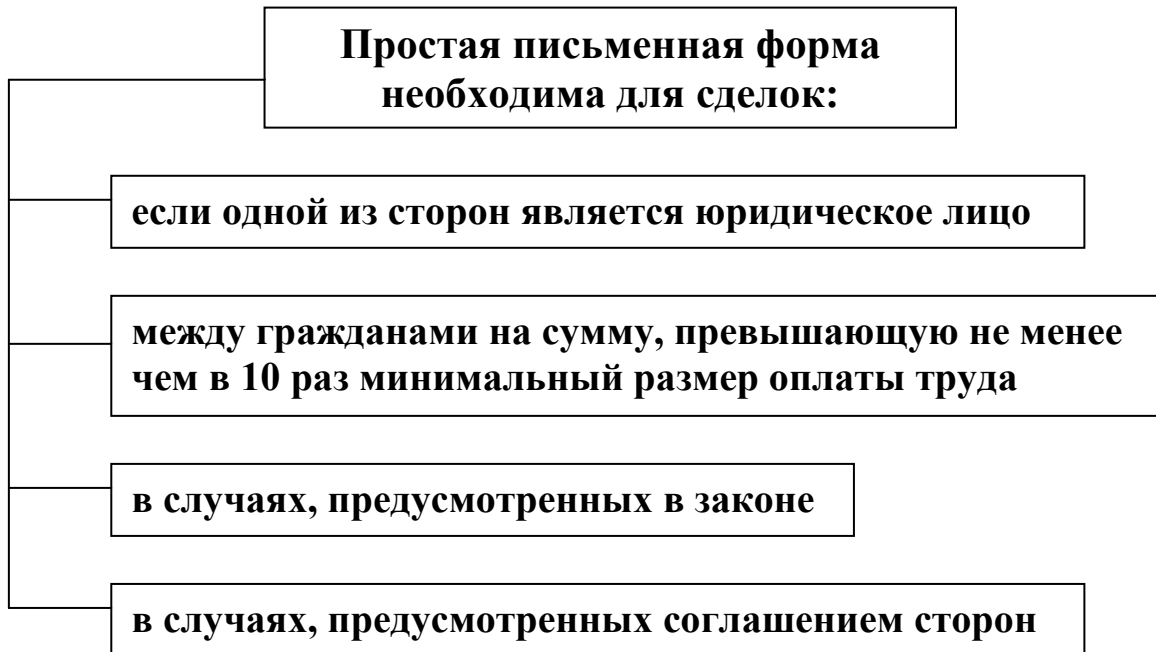 Простая письменная форма
необходима для сделок:
если одной из сторон является юридическое лицо
между гражданами на сумму, превышающую не менее
чем в 10 раз минимальный размер оплаты труда
в случаях, предусмотренных в законе
в случаях, предусмотренных соглашением сторон